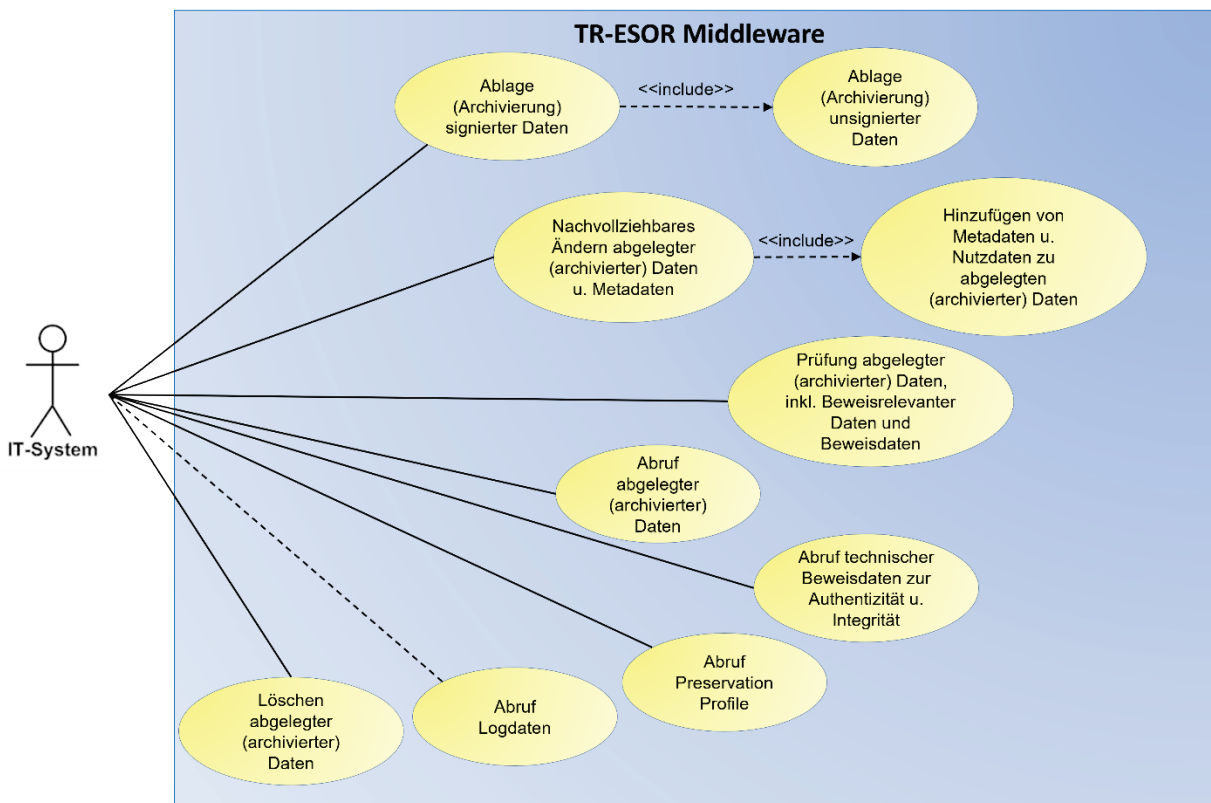 TR-ESOR Middleware
Ablage
(Archivierung)
signierter Daten
<<include>>
Ablage
(Archivierung)
unsignierter
Daten
Nachvollziehbares
Ändern abgelegter
(archivierter) Daten
u. Metadaten
<<include>>
Hinzufügen von
Metadaten u.
Nutzdaten zu
abgelegten
(archivierter) Daten
Prüfung abgelegter
(archivierter) Daten,
inkl. Beweisrelevanter
Daten und
Beweisdaten
IT-System
Abruf
abgelegter
(archivierter)
Daten
Abruf technischer
Beweisdaten zur
Authentizität u.
Integrität
Abruf
Preservation
Profile
Abruf
Logdaten
Löschen
abgelegter
(archivierter)
Daten